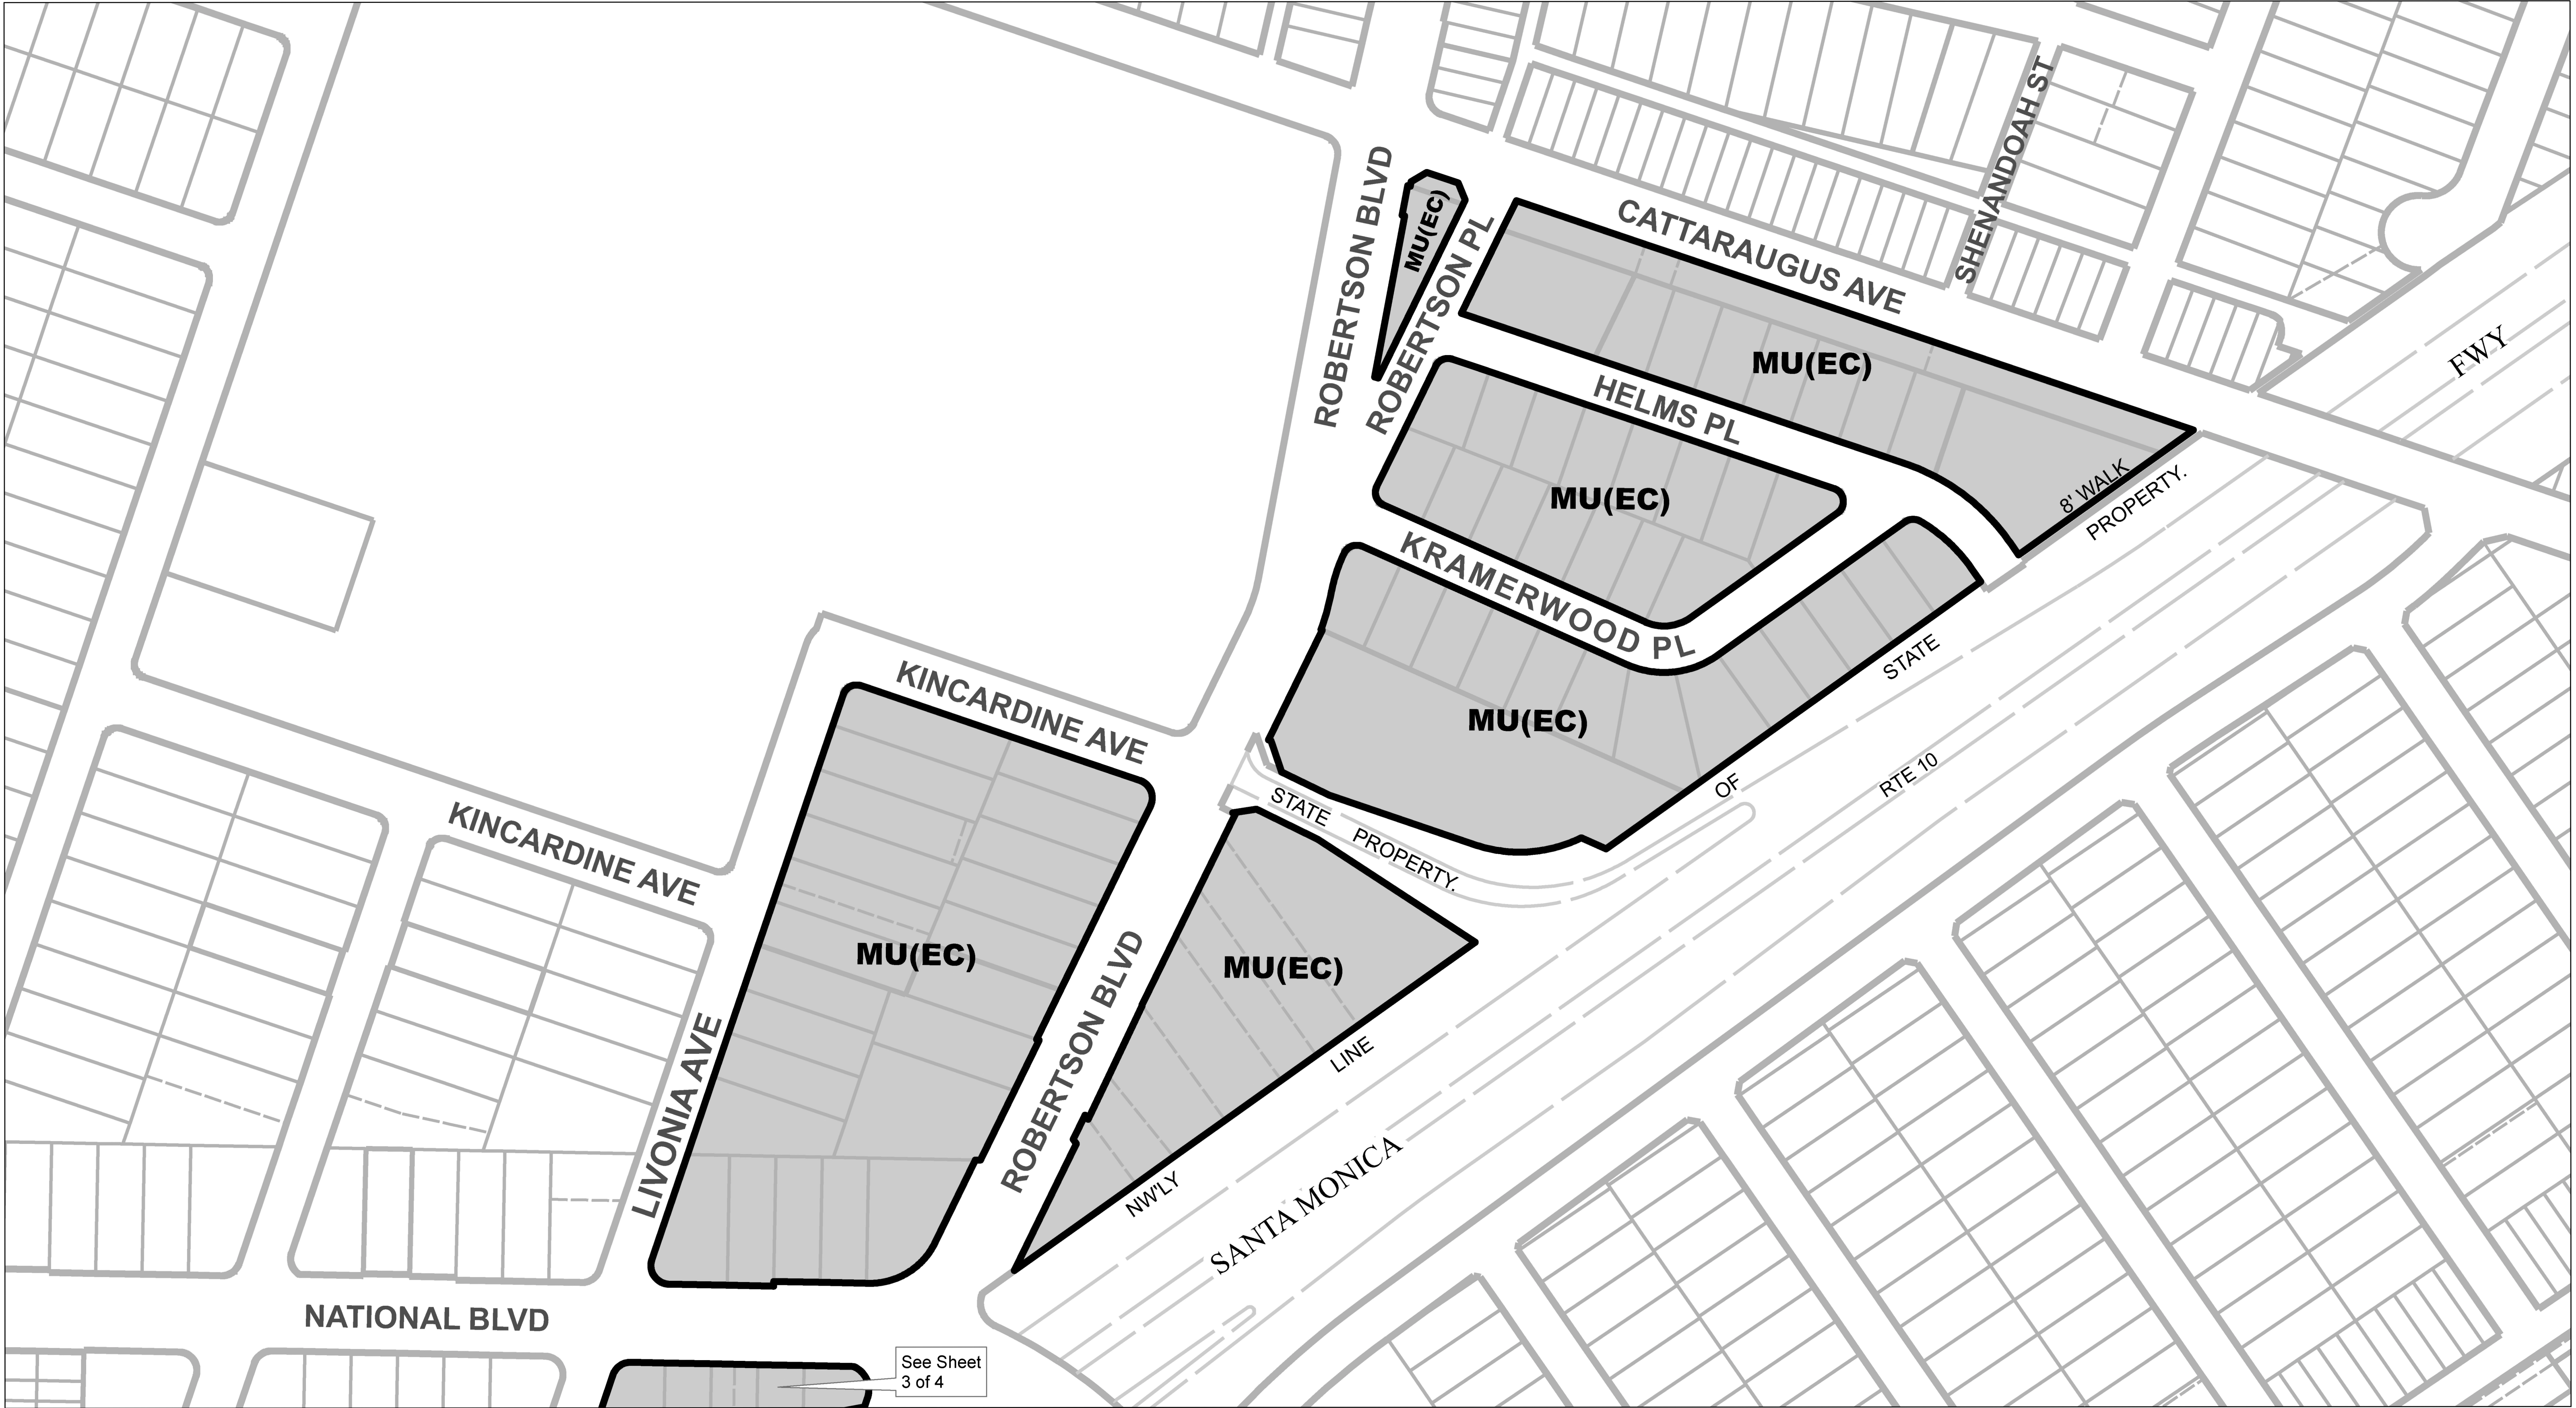 SHENANDOAH ST
ROBERTSON BLVD
MU(EC)
ROBERTSON PL
CATTARAUGUS AVE
FWY
MU(EC)
HELMS PL
8' WALK
PROPERTY.
MU(EC)
KRAMERWOOD PL
STATE
KINCARDINE AVE
MU(EC)
OF
RTE 10
STATE PROPERTY.
KINCARDINE AVE
MU(EC)
MU(EC)
ROBERTSON BLVD
LINE
LIVONIA AVE
NW'LY
SANTA MONICA
NATIONAL BLVD
See Sheet
3 of 4